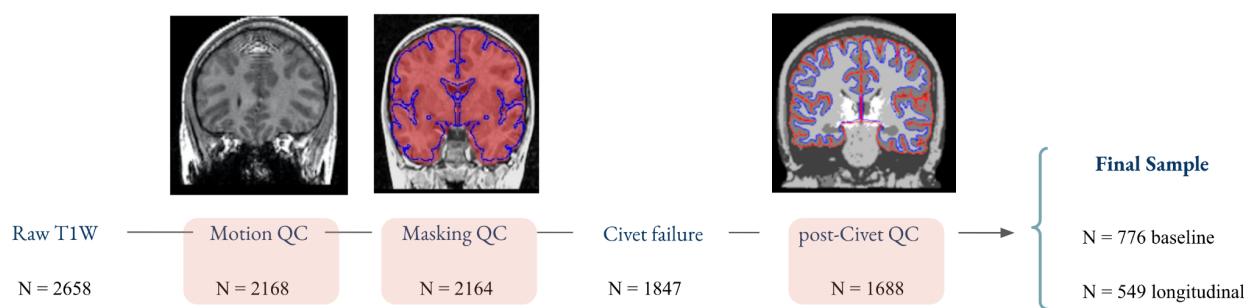 Final Sample
Raw T1W
Motion QC
Masking QC
Civet failure
post-Civet QC
N = 776 baseline
N = 2658
N = 2168
N = 2164
N = 1847
N = 1688
N = 549 longitudinal